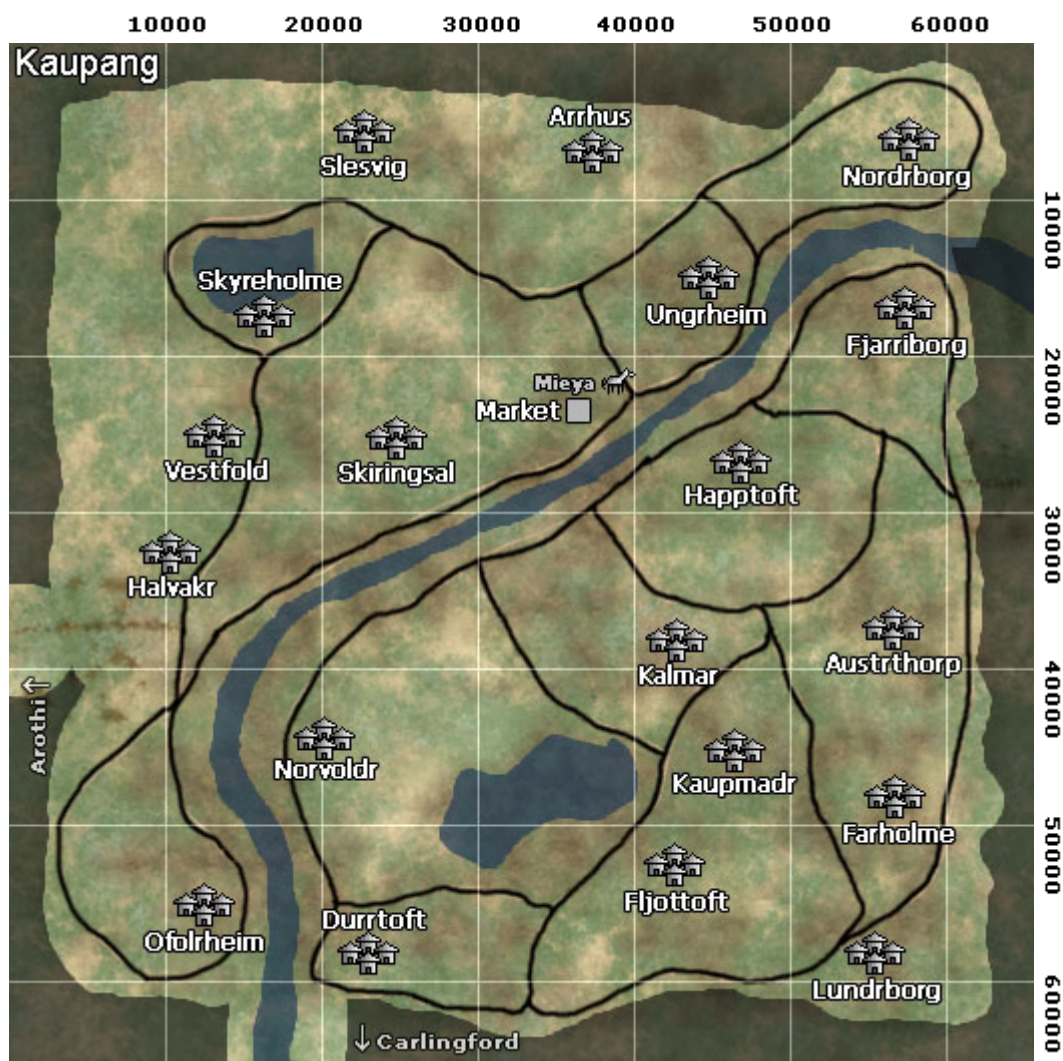 10000 20000 30000 40000 50000 60000
Kaupang
Arrhus
Slesvig
Nordrborg
10000
Skyreholme
Ungrheim
Fjarriborg
20000
Mieya
Market
Vestfold
Skiringsal
Happtoft
30000
Halvakr
Kalmar
Austrthorp
40000
Arothi ↑
Norvoldr
Kaupmadr
Farholme
50000
Fljottoft
Durrtoft
Ofolrheim
Lundrborg
60000
↓ Carlingford